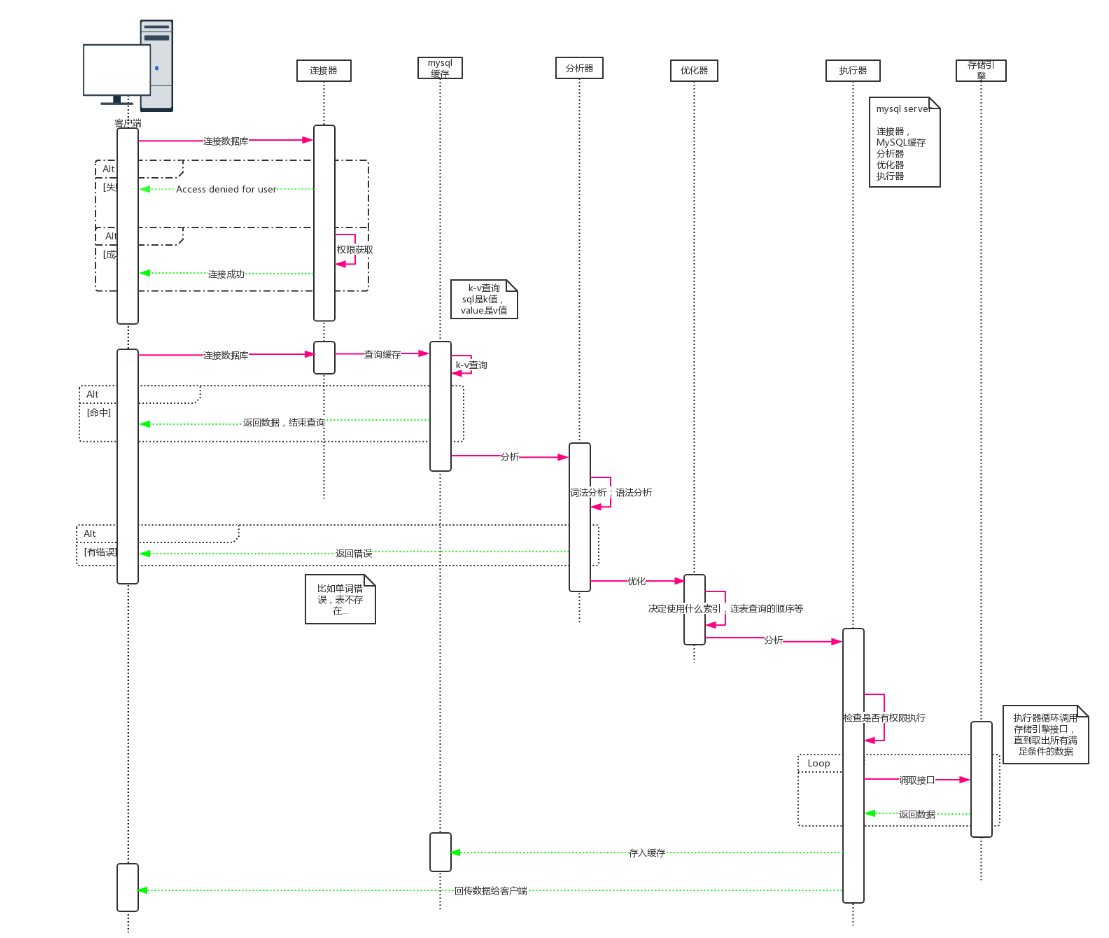 连接器
mysql
缓存
分析器
优化器
执行器
存储引
擎
客户端
mysql server
连接器，
MySQL缓存
分析器
优化器
执行器
连接数据库
Alt
[失
Access denied for user
Alt
[成
权限获取
连接成功
k-v查询
sql是k值，
value是v值
连接数据库
查询缓存
k-v查询
Alt
[命中]
返回数据，结束查询
分析
词法分析，语法分析
Alt
[有错误]
返回错误
比如单词错
误，表不存
在...
优化
决定使用什么索引，连表查询的顺序等
分析
检查是否有权限执行
执行器循环调用
存储引擎接口，
直到取出所有满
足条件的数据
Loop
调取接口
返回数据
存入缓存
回传数据给客户端